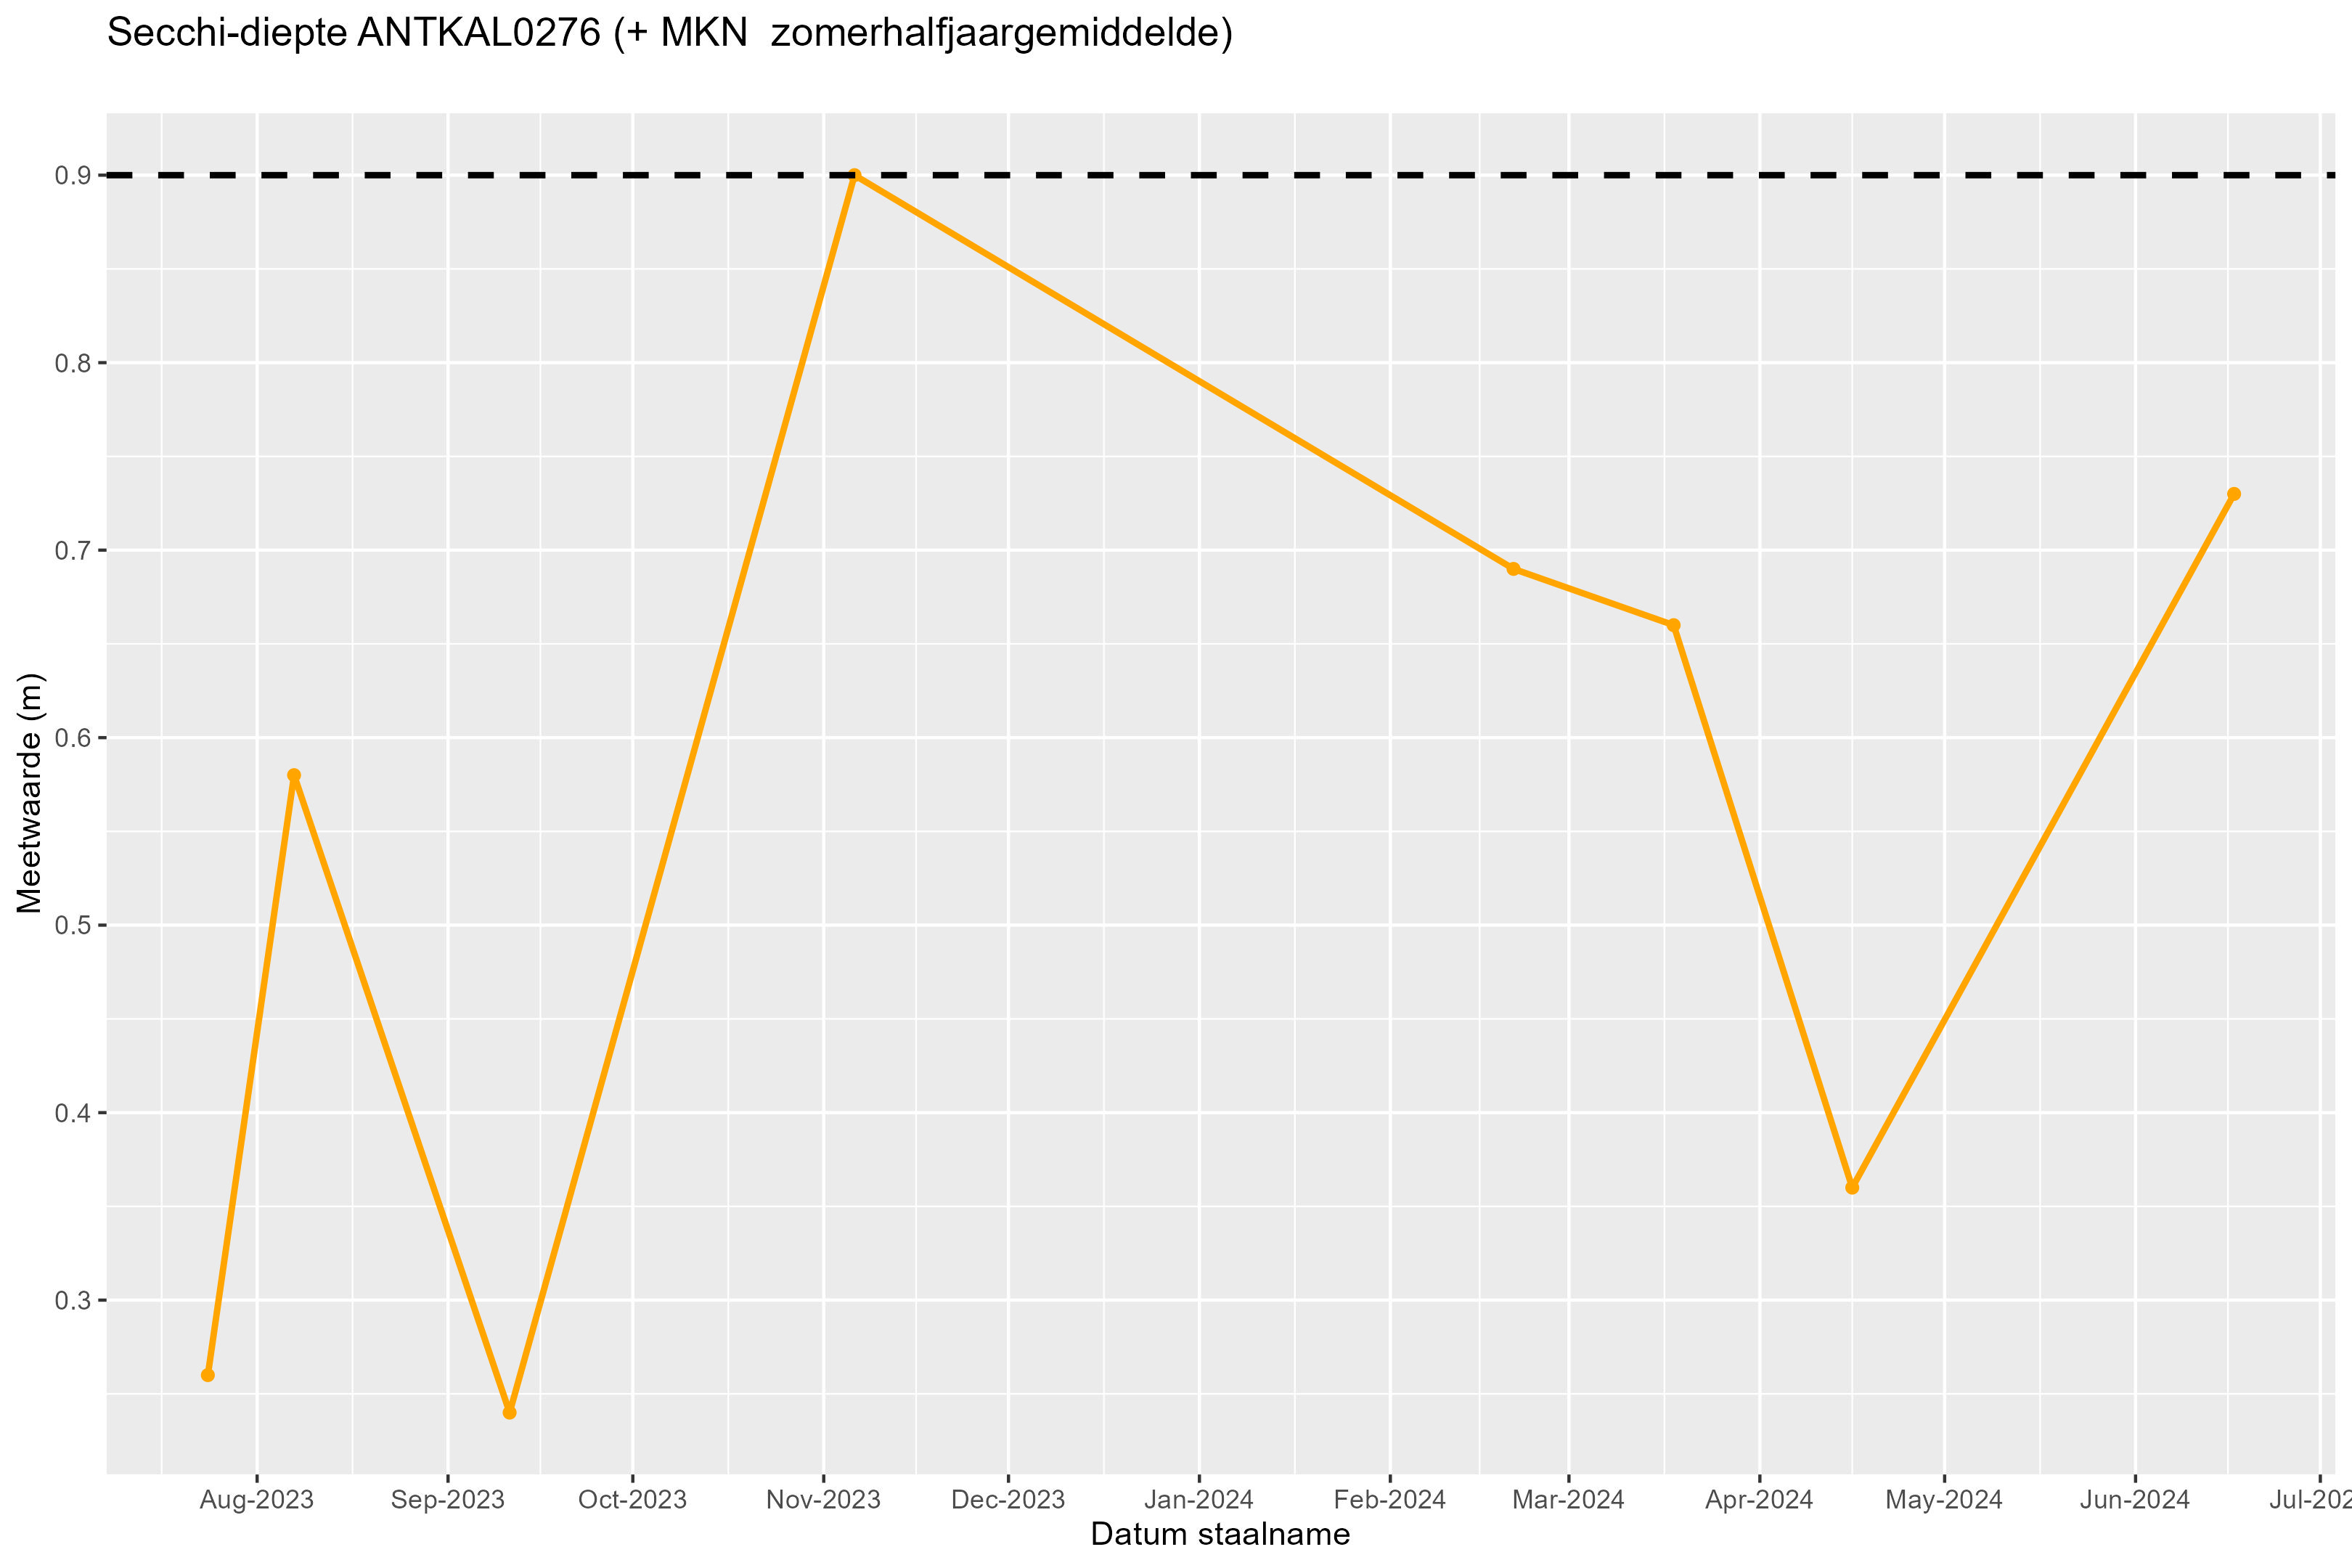 Secchi-diepte ANTKAL0276 (+ MKN  zomerhalfjaargemiddelde)
Meetwaarde (m)
0.9
0.8
0.7
0.6
0.5
0.4
0.3
Aug-2023 Sep-2023 Oct-2023 Nov-2023 Dec-2023 Jan-2024 Feb-2024 Mar-2024 Apr-2024 May-2024 Jun-2024 Jul-202
Datum staalname